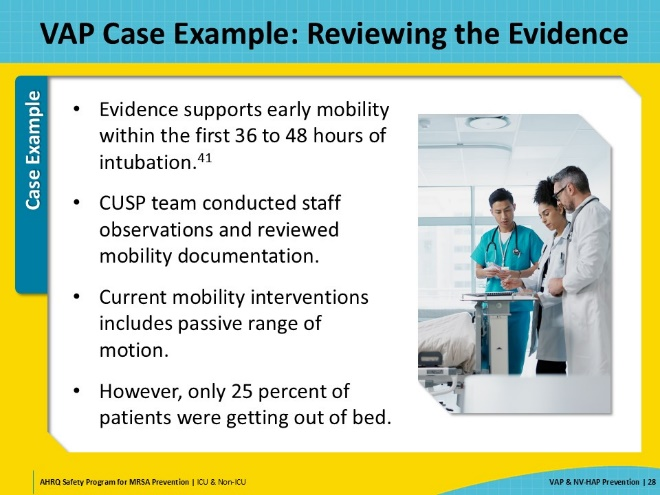 VAP Case Example: Reviewing the Evidence
Case Example
• Evidence supports early mobility
within the first 36 to 48 hours of
intubation.41
• CUSP team conducted staff
observations and reviewed
mobility documentation.
• Current mobility interventions
includes passive range of
motion.
• However, only 25 percent of
patients were getting out of bed.
AHRQ Safety Program for MRSA Prevention | ICU & Non-ICU
VAP & NV-HAP Prevention | 28